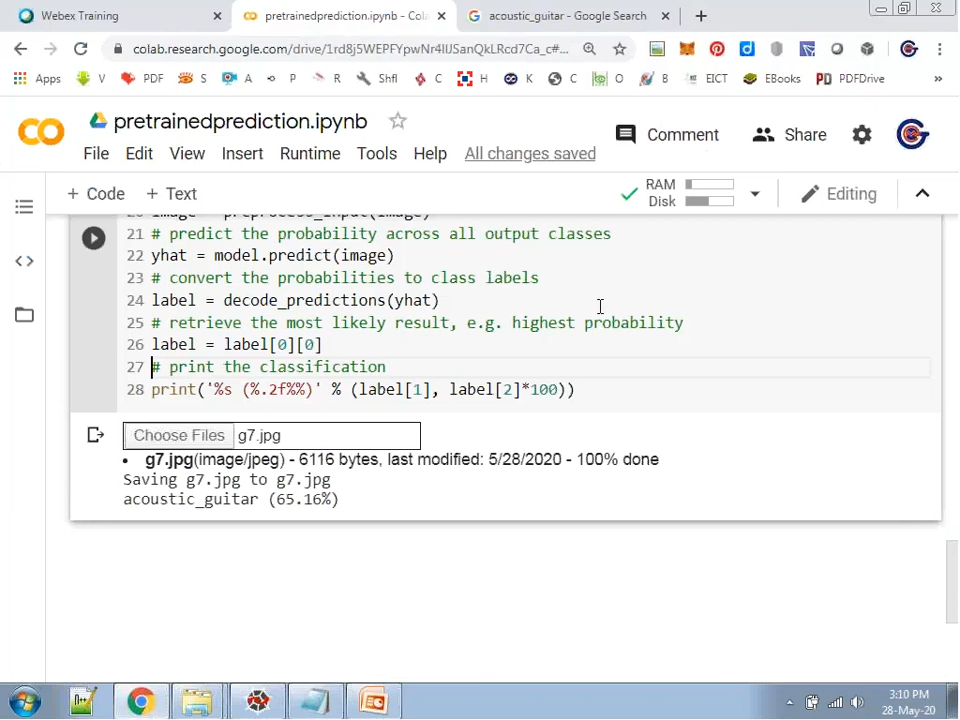 Webex Training
pretrainedprediction.ipynb - Cola
acoustic_guitar - Google Search
Apps
V
PDF
S
A
P
R
Shfl
C
H
K
C
O
B
EICT
EBooks
PD PDFDrive
»
pretrainedprediction.ipynb
Comment
Share
File Edit View Insert Runtime Tools Help All changes saved
+ Code + Text
RAM
Disk
Editing
21 # predict the probability across all output classes
22 yhat = model.predict(image)
23 # convert the probabilities to class labels
24 label = decode_predictions(yhat)
25 # retrieve the most likely result, e.g. highest probability
26 label = label[0][0]
27 # print the classification
28 print('%s (%.2f%%)' % (label[1], label[2]*100))
Choose Files g7.jpg
• g7.jpg(image/jpeg) - 6116 bytes, last modified: 5/28/2020 - 100% done
Saving g7.jpg to g7.jpg
acoustic_guitar (65.16%)
3:10 PM
28-May-20